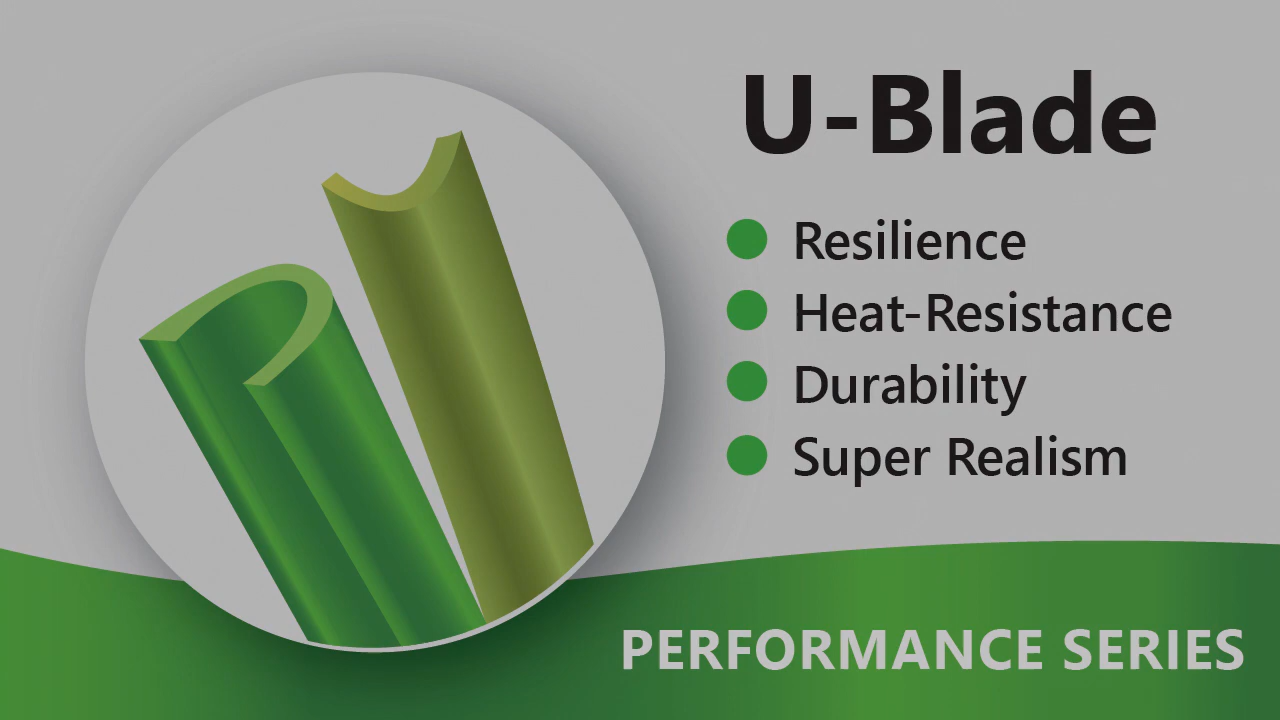 U-Blade
Resilience
Heat-Resistance
Durability
Super Realism
PERFORMANCE SERIES